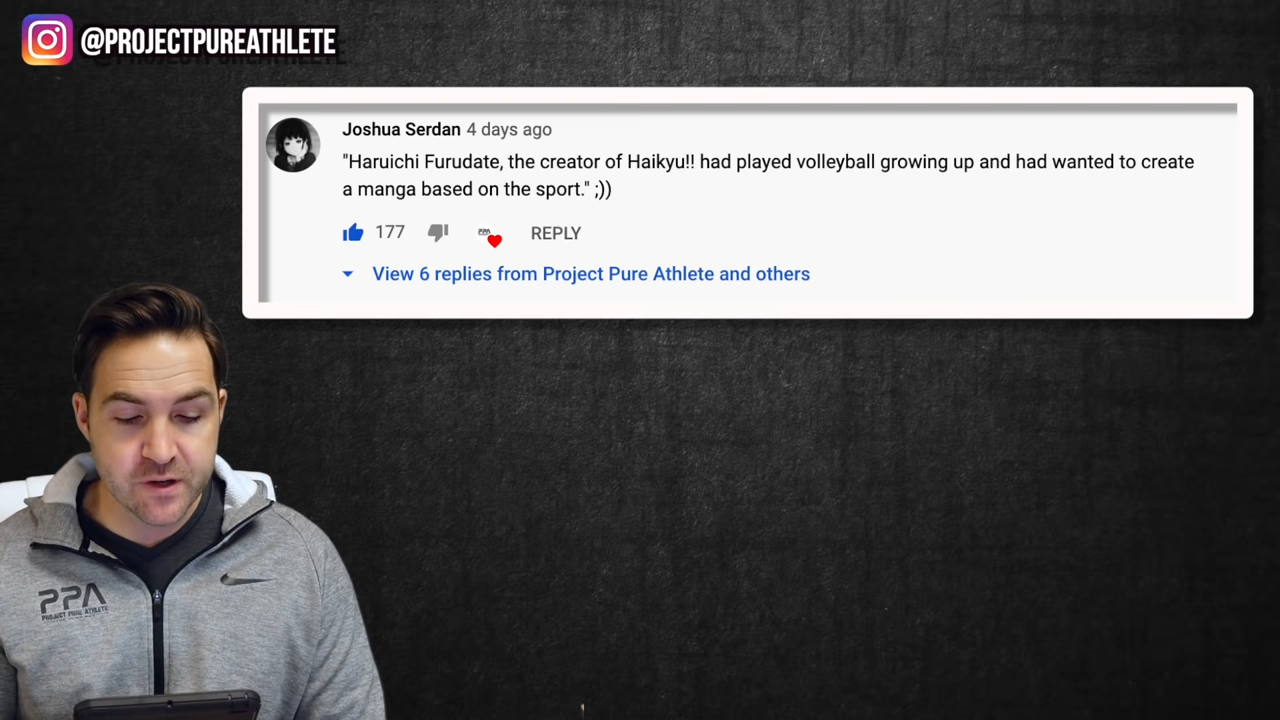 @PROJECTPUREATHLETE
Joshua Serdan 4 days ago
"Haruichi Furudate, the creator of Haikyu!! had played volleyball growing up and had wanted to create
a manga based on the sport." ;))
177 REPLY
View 6 replies from Project Pure Athlete and others
PPA
PROJECT PURE ATHLETE